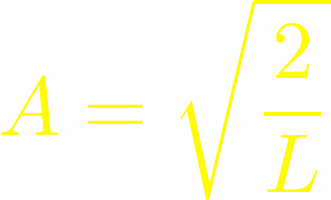 A = √(2/L)